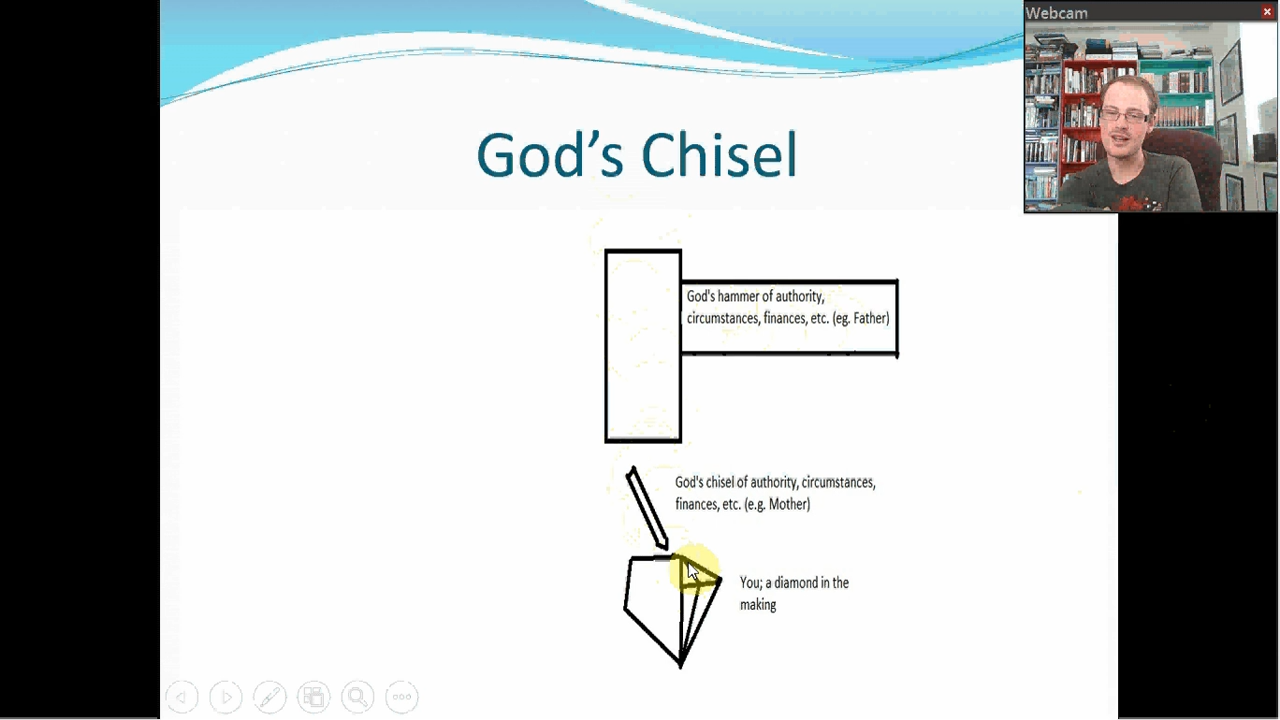 Webcam
God's Chisel
God's hammer of authority,
circumstances, finances, etc. (eg. Father)
God's chisel of authority, circumstances,
finances, etc. (e.g. Mother)
You; a diamond in the
making